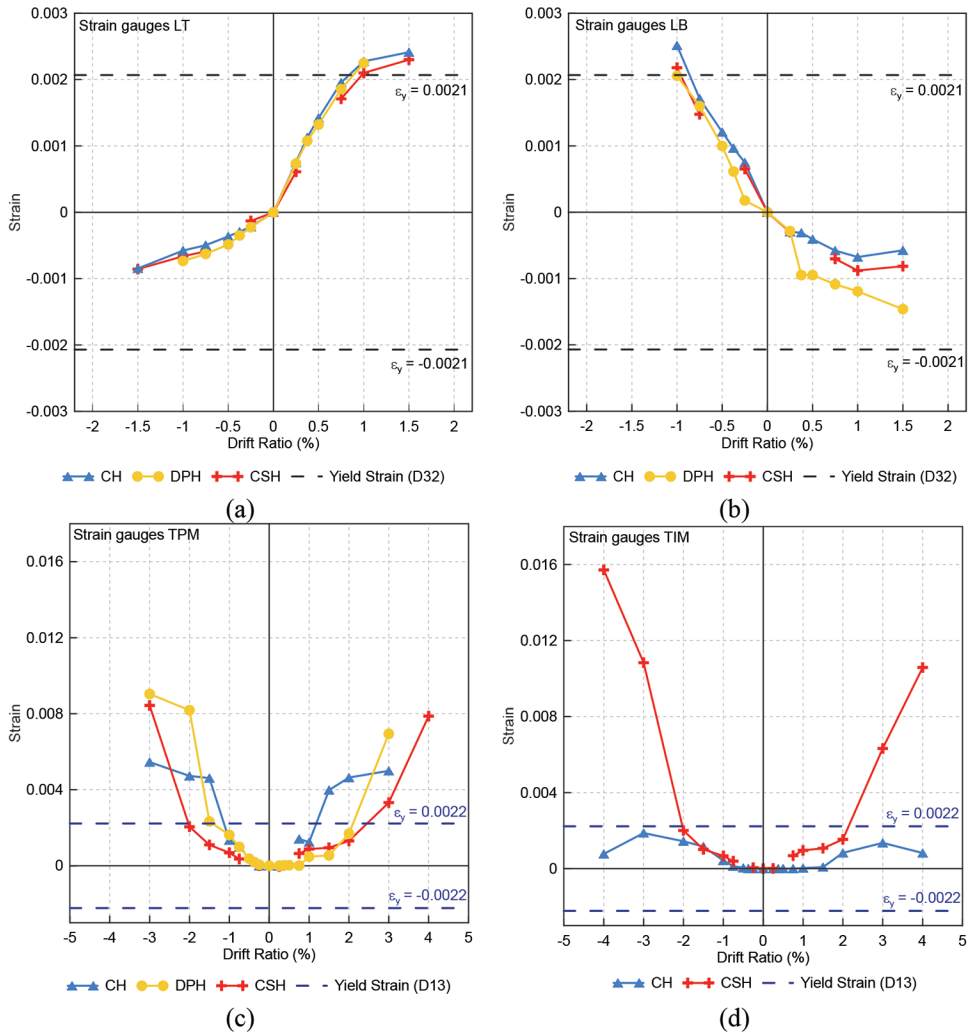 Strain gauges LT
0.003
0.002
0.001
0
-0.001
-0.002
-0.003
Strain
εy = 0.0021
εy = -0.0021
-2 -1.5 -1 -0.5 0 0.5 1 1.5 2
Drift Ratio (%)
CH DPH CSH Yield Strain (D32)
(a)
Strain gauges LB
0.003
0.002
0.001
0
-0.001
-0.002
-0.003
Strain
εy = 0.0021
εy = -0.0021
-2 -1.5 -1 -0.5 0 0.5 1 1.5 2
Drift Ratio (%)
CH DPH CSH Yield Strain (D32)
(b)
Strain gauges TPM
0.016
0.012
0.008
0.004
0
Strain
εy = 0.0022
εy = -0.0022
-5 -4 -3 -2 -1 0 1 2 3 4 5
Drift Ratio (%)
CH DPH CSH Yield Strain (D13)
(c)
Strain gauges TIM
0.016
0.012
0.008
0.004
0
Strain
εy = 0.0022
εy = -0.0022
-5 -4 -3 -2 -1 0 1 2 3 4 5
Drift Ratio (%)
CH CSH Yield Strain (D13)
(d)